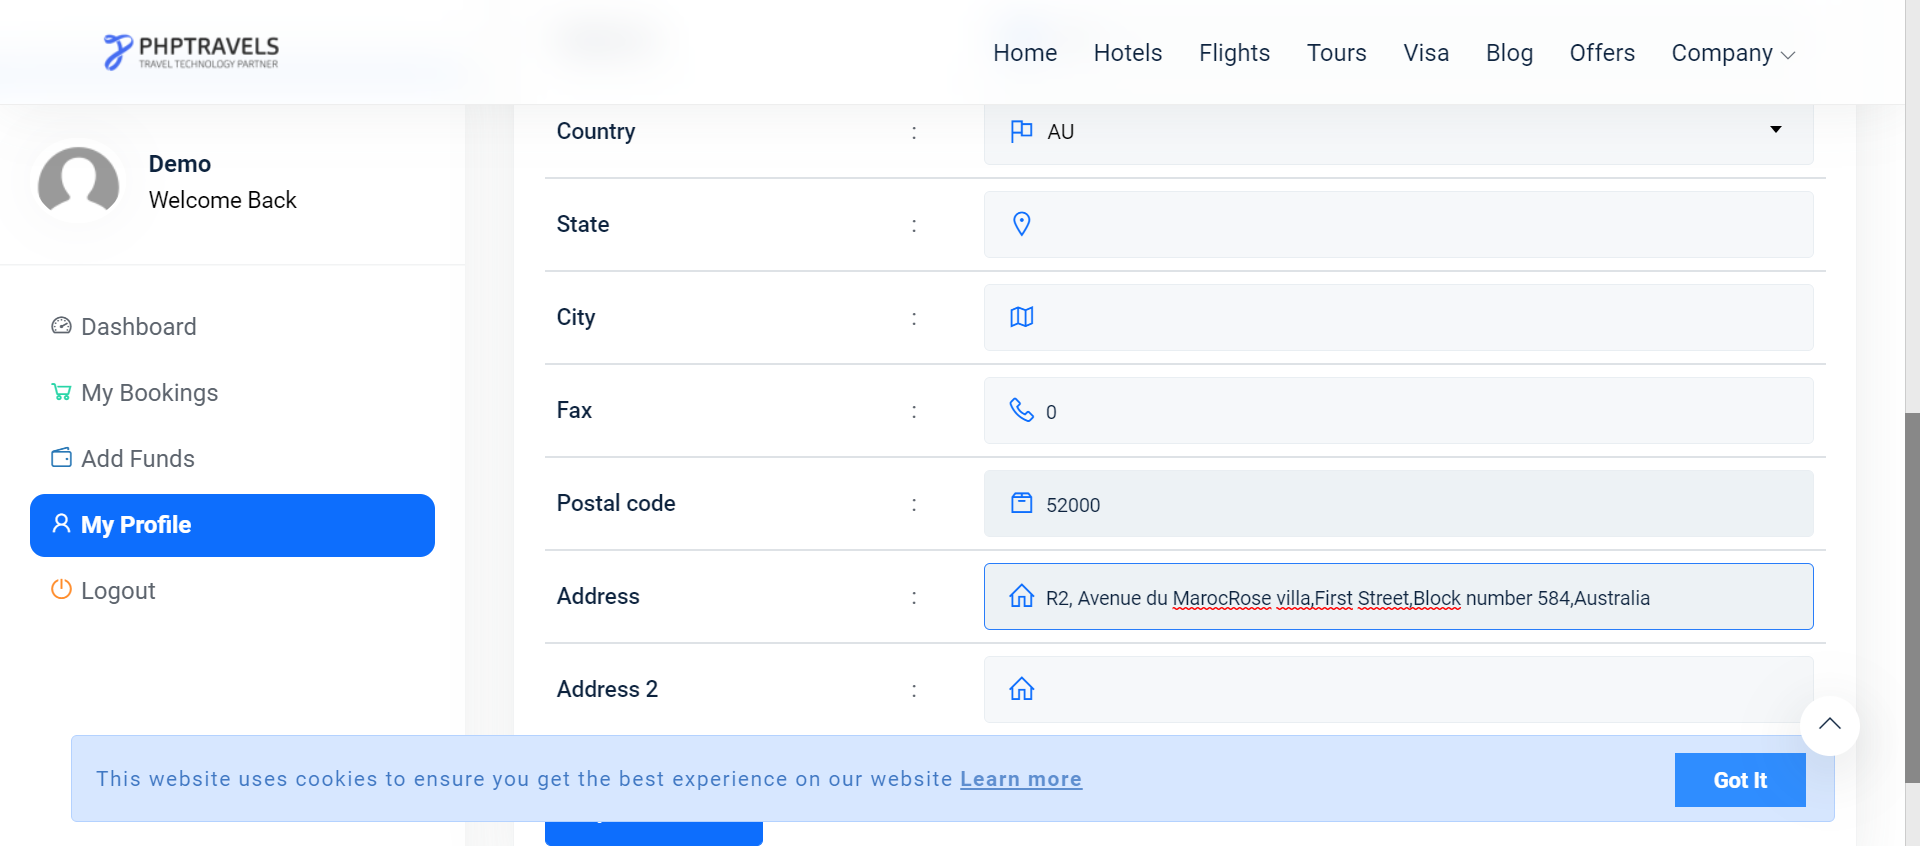 PHPTRAVELS
TRAVEL TECHNOLOGY PARTNER
Home Hotels Flights Tours Visa Blog Offers Company
Demo
Welcome Back
Dashboard
My Bookings
Add Funds
My Profile
Logout
Country : AU
State :
City :
Fax : 0
Postal code : 52000
Address : R2, Avenue du MarocRose villa,First Street,Block number 584,Australia
Address 2 :
This website uses cookies to ensure you get the best experience on our website Learn more
Got It